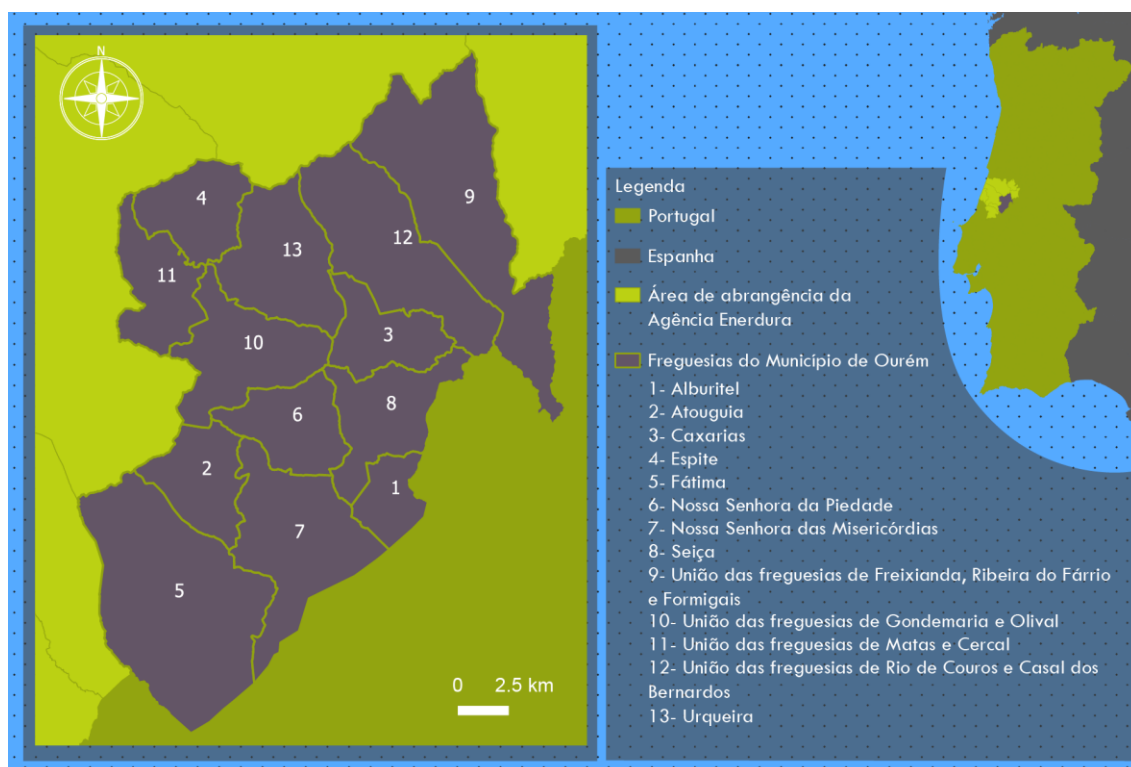 N
4
9
12
13
11
3
10
8
6
2
1
7
5
0 2.5 km
Legenda
Portugal
Espanha
Área de abrangência da
Agência Enerdura
Freguesias do Município de Ourém
1- Alburitel
2- Atouguia
3- Caxarias
4- Espite
5- Fátima
6- Nossa Senhora da Piedade
7- Nossa Senhora das Misericórdias
8- Seiça
9- União das freguesias de Freixianda, Ribeira do Fárrio
e Formigais
10- União das freguesias de Gondemaria e Olival
11- União das freguesias de Matas e Cercal
12- União das freguesias de Rio de Couros e Casal dos
Bernardos
13- Urqueira